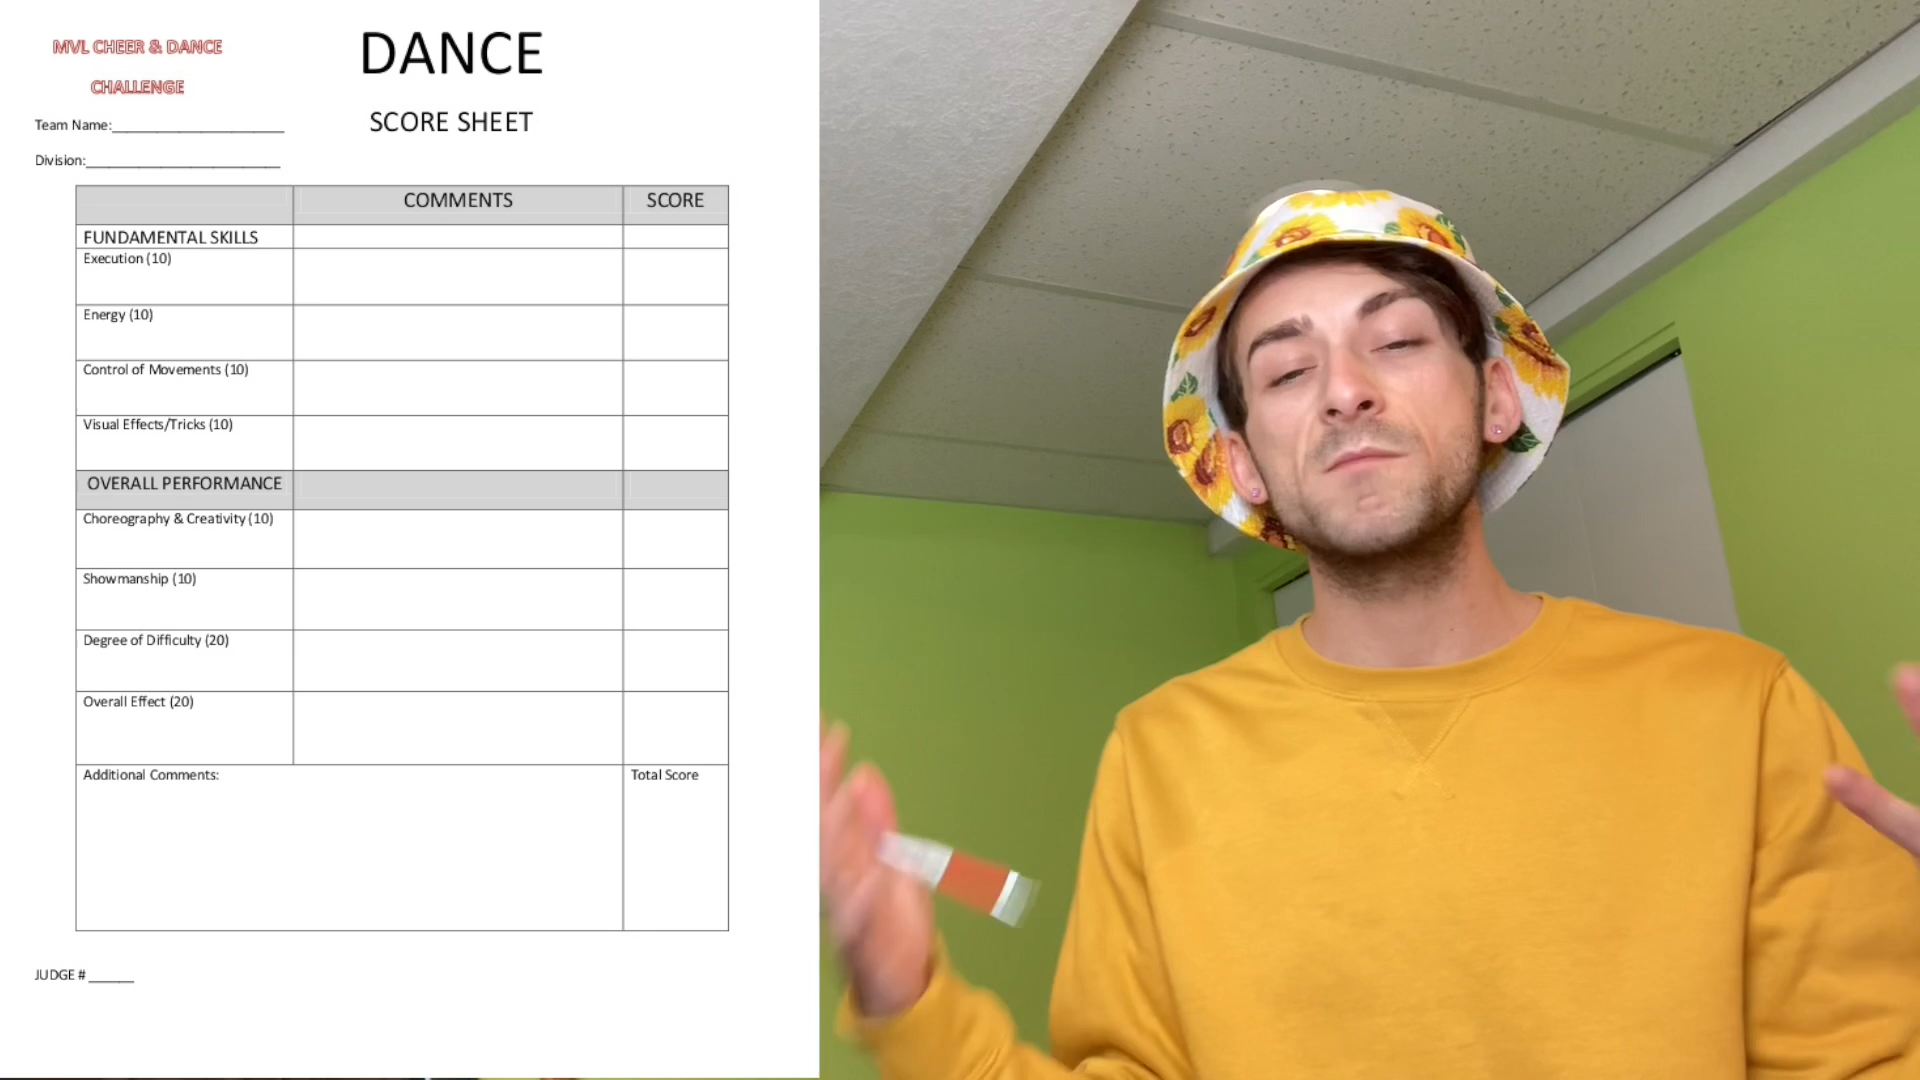 MVL CHEER & DANCE
CHALLENGE
DANCE
SCORE SHEET
Team Name:
Division:
COMMENTS SCORE
FUNDAMENTAL SKILLS
Execution (10)
Energy (10)
Control of Movements (10)
Visual Effects/Tricks (10)
OVERALL PERFORMANCE
Choreography & Creativity (10)
Showmanship (10)
Degree of Difficulty (20)
Overall Effect (20)
Additional Comments: Total Score
JUDGE #